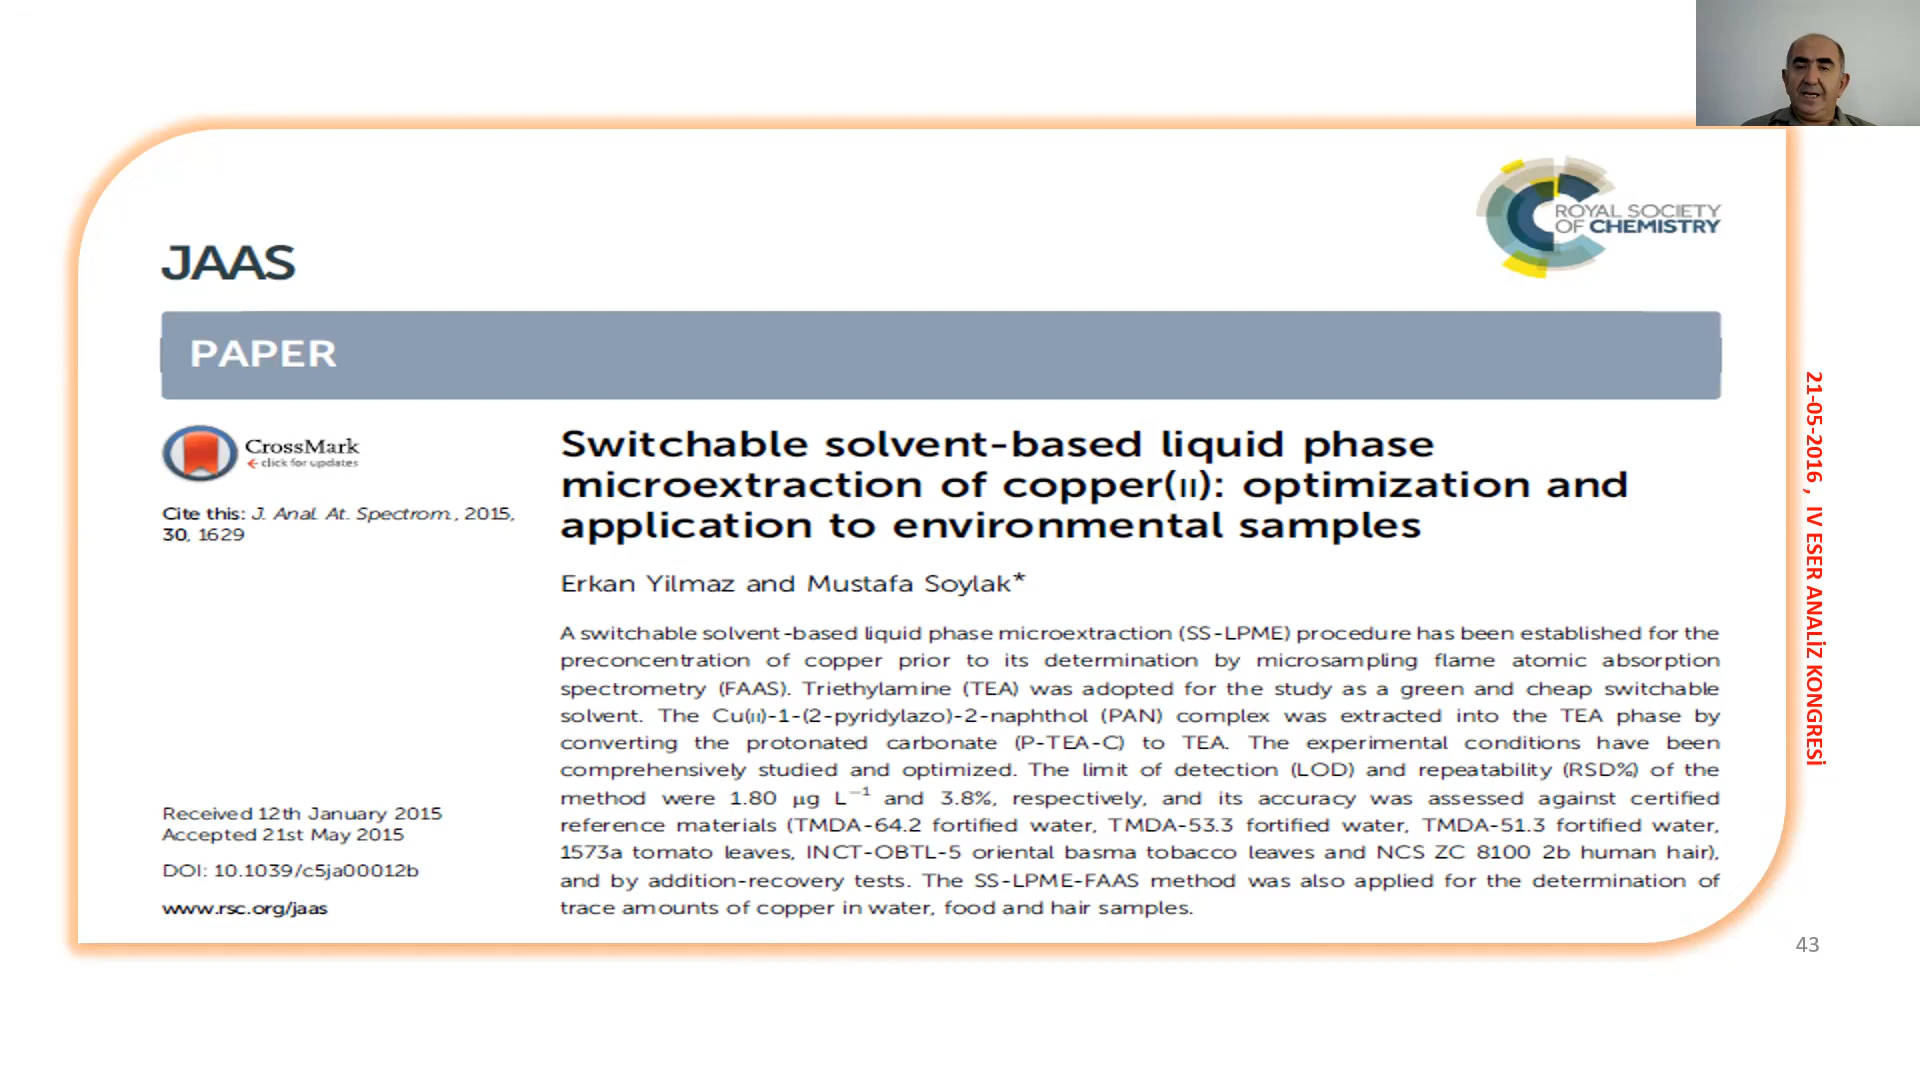 ROYAL SOCIETY
OF CHEMISTRY
JAAS
PAPER
CrossMark
click for updates
Cite this: J. Anal. At. Spectrom., 2015,
30, 1629
Switchable solvent-based liquid phase
microextraction of copper(II): optimization and
application to environmental samples
Erkan Yilmaz and Mustafa Soylak*
A switchable solvent-based liquid phase microextraction (SS-LPME) procedure has been established for the
preconcentration of copper prior to its determination by microsampling flame atomic absorption
spectrometry (FAAS). Triethylamine (TEA) was adopted for the study as a green and cheap switchable
solvent. The Cu(II)-1-(2-pyridylazo)-2-naphthol (PAN) complex was extracted into the TEA phase by
converting the protonated carbonate (P-TEA-C) to TEA. The experimental conditions have been
comprehensively studied and optimized. The limit of detection (LOD) and repeatability (RSD%) of the
method were 1.80 μg L⁻¹ and 3.8%, respectively, and its accuracy was assessed against certified
reference materials (TMDA-64.2 fortified water, TMDA-53.3 fortified water, TMDA-51.3 fortified water,
1573a tomato leaves, INCT-OBTL-5 oriental basma tobacco leaves and NCS ZC 8100 2b human hair),
and by addition-recovery tests. The SS-LPME-FAAS method was also applied for the determination of
trace amounts of copper in water, food and hair samples.
Received 12th January 2015
Accepted 21st May 2015
DOI: 10.1039/c5ja00012b
www.rsc.org/jaas
21-05-2016 , IV ESER ANALİZ KONGRESİ
43